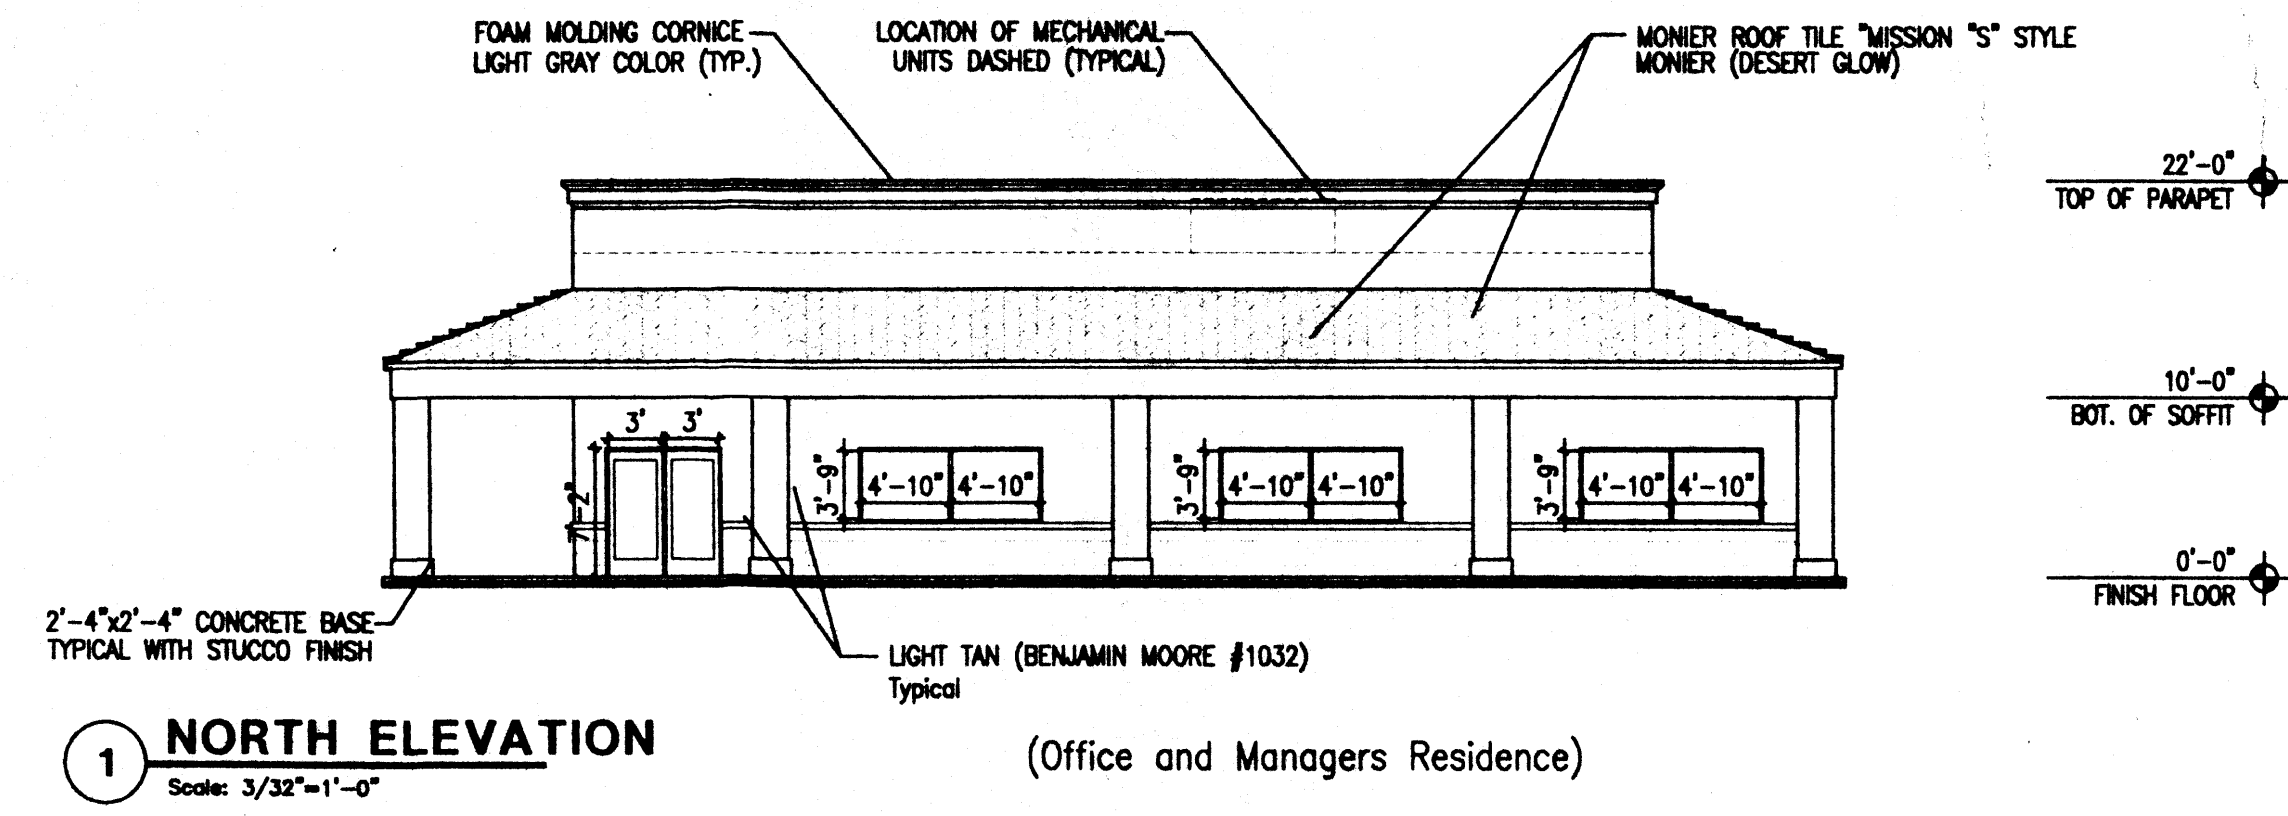 FOAM MOLDING CORNICE
LIGHT GRAY COLOR (TYP.)
LOCATION OF MECHANICAL
UNITS DASHED (TYPICAL)
MONIER ROOF TILE "MISSION "S" STYLE
MONIER (DESERT GLOW)
22'-0"
TOP OF PARAPET
10'-0"
BOT. OF SOFFIT
3' 3'
7'-2"
3'-9"
4'-10" 4'-10"
3'-9"
4'-10" 4'-10"
3'-9"
4'-10" 4'-10"
0'-0"
FINISH FLOOR
2'-4"x2'-4" CONCRETE BASE
TYPICAL WITH STUCCO FINISH
LIGHT TAN (BENJAMIN MOORE #1032)
Typical
1
NORTH ELEVATION
Scale: 3/32"=1'-0"
(Office and Managers Residence)